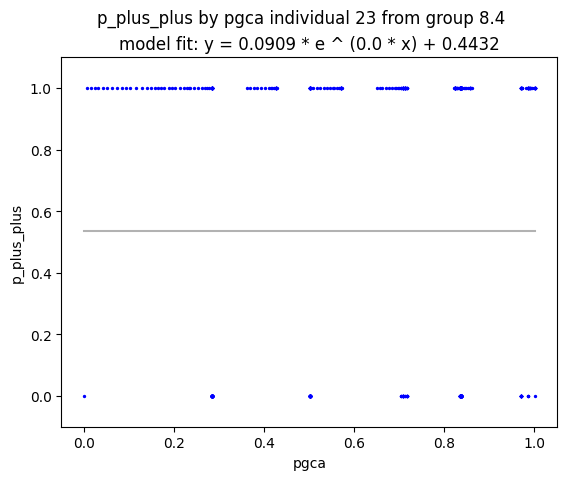 p_plus_plus by pgca individual 23 from group 8.4
model fit: y = 0.0909 * e ^ (0.0 * x) + 0.4432
1.0
0.8
0.6
0.4
0.2
0.0
p_plus_plus
0.0 0.2 0.4 0.6 0.8 1.0
pgca